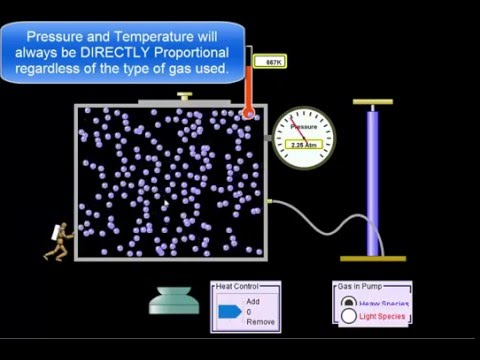 Pressure and Temperature will
always be DIRECTLY Proportional
regardless of the type of gas used.
667K
Pressure
2.25 Atm
Heat Control
Add
0
Remove
Gas In Pump
Heavy Species
Light Species